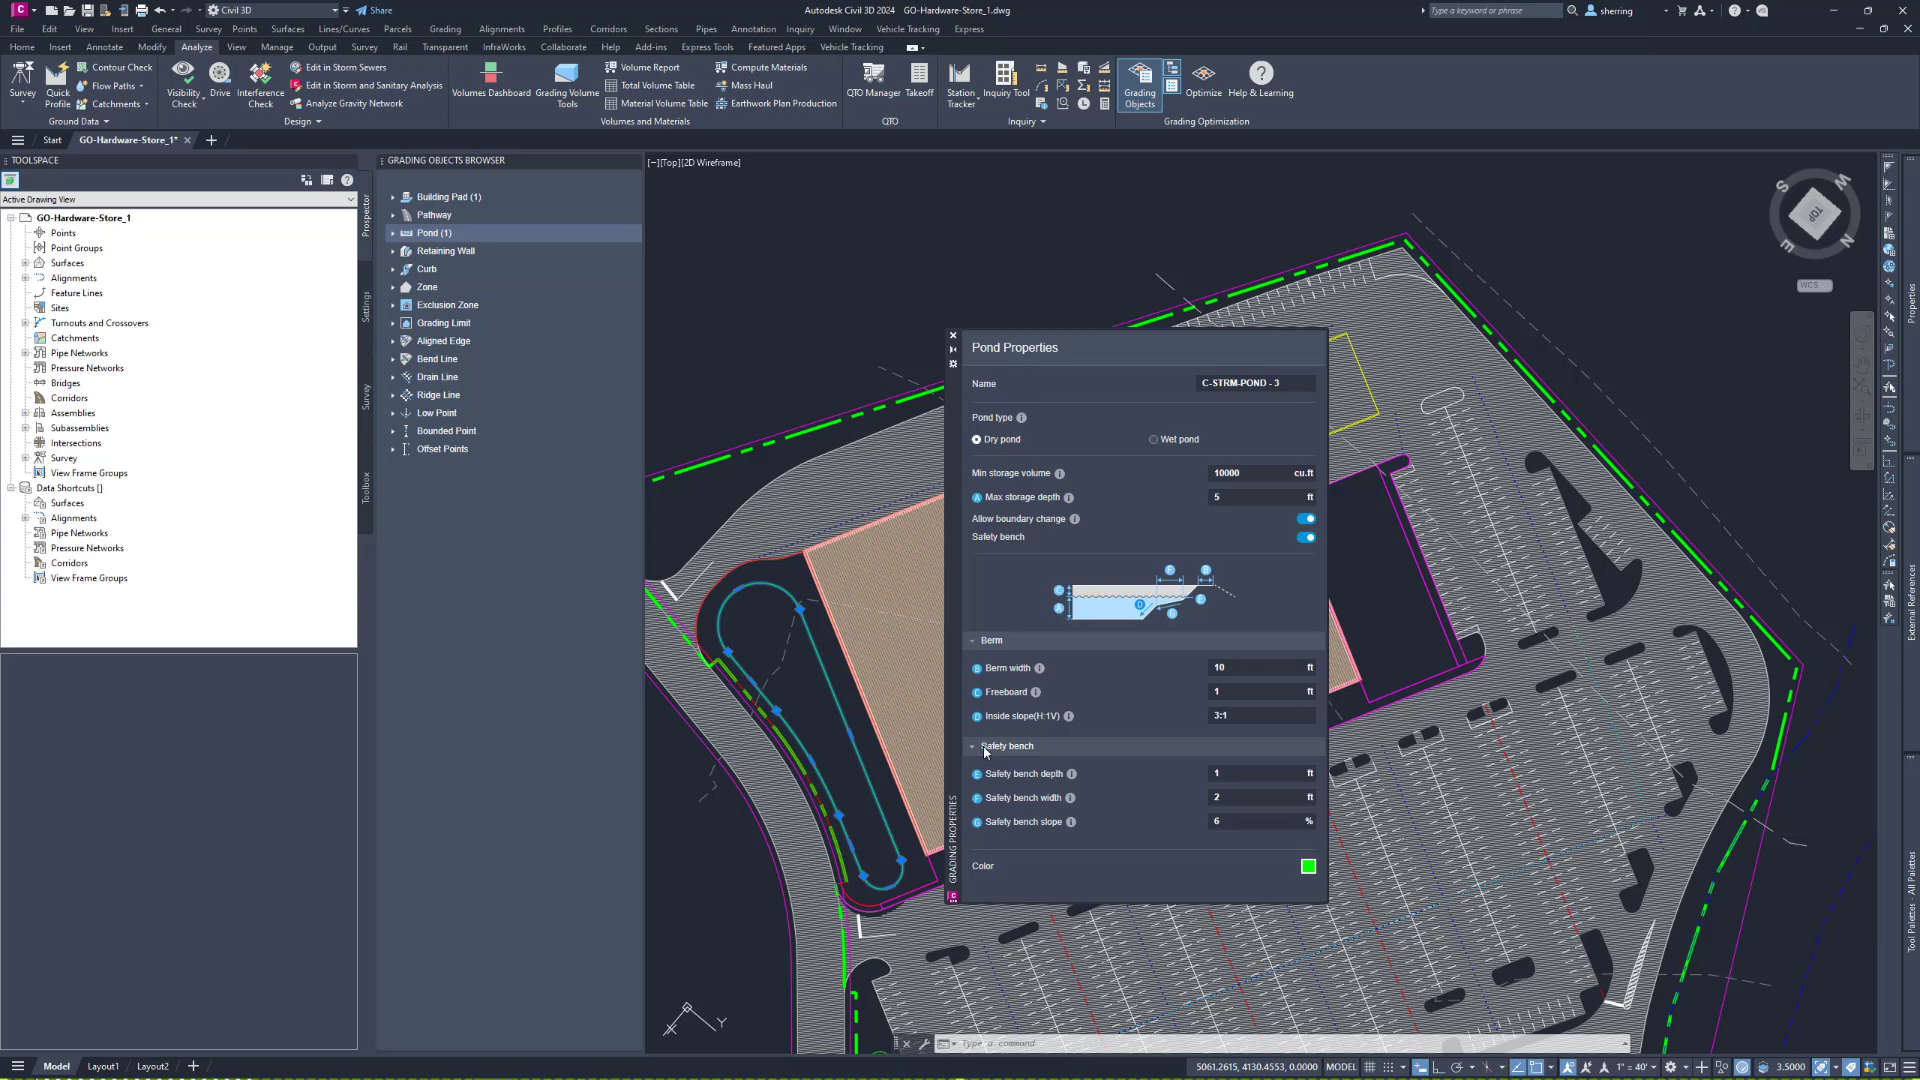 Civil 3D
Share
Autodesk Civil 3D 2024 GO-Hardware-Store_1.dwg
Type a keyword or phrase
sherring
File Edit View Insert General Survey Points Surfaces Lines/Curves Parcels Grading Alignments Profiles Corridors Sections Pipes Annotation Inquiry Window Vehicle Tracking Express
Home Insert Annotate Modify Analyze View Manage Output Survey Rail Transparent InfraWorks Collaborate Help Add-ins Express Tools Featured Apps Vehicle Tracking
Contour Check
Edit in Storm Sewers
Volume Report
Compute Materials
Flow Paths
Edit in Storm and Sanitary Analysis
Total Volume Table
Mass Haul
Catchments
Analyze Gravity Network
Material Volume Table
Earthwork Plan Production
Survey
Quick Profile
Visibility Check
Drive
Interference Check
Volumes Dashboard
Grading Volume Tools
QTO Manager
Takeoff
Station Tracker
Inquiry Tool
Grading Objects
Optimize
Help & Learning
Ground Data
Design
Volumes and Materials
QTO
Inquiry
Grading Optimization
Start
GO-Hardware-Store_1*
TOOLSPACE
Active Drawing View
GO-Hardware-Store_1
Points
Point Groups
Surfaces
Alignments
Feature Lines
Sites
Turnouts and Crossovers
Catchments
Pipe Networks
Pressure Networks
Bridges
Corridors
Assemblies
Subassemblies
Intersections
Survey
View Frame Groups
Data Shortcuts []
Surfaces
Alignments
Pipe Networks
Pressure Networks
Corridors
View Frame Groups
Prospector
Settings
Survey
Toolbox
GRADING OBJECTS BROWSER
Building Pad (1)
Pathway
Pond (1)
Retaining Wall
Curb
Zone
Exclusion Zone
Grading Limit
Aligned Edge
Bend Line
Drain Line
Ridge Line
Low Point
Bounded Point
Offset Points
[−][Top][2D Wireframe]
S
W
TOP
E
N
WCS
Pond Properties
Name C-STRM-POND - 3
Pond type
Dry pond Wet pond
Min storage volume 10000 cu.ft
A Max storage depth 5 ft
Allow boundary change
Safety bench
F B
C
A D E
G
Berm
B Berm width 10 ft
C Freeboard 1 ft
D Inside slope(H:1V) 3:1
Safety bench
E Safety bench depth 1 ft
F Safety bench width 2 ft
G Safety bench slope 6 %
Color
GRADING PROPERTIES
Properties
External References
Tool Palettes - All Palettes
X Y
Type a command
Model Layout1 Layout2
5061.2615, 4130.4553, 0.0000 MODEL
1" = 40'
3.5000